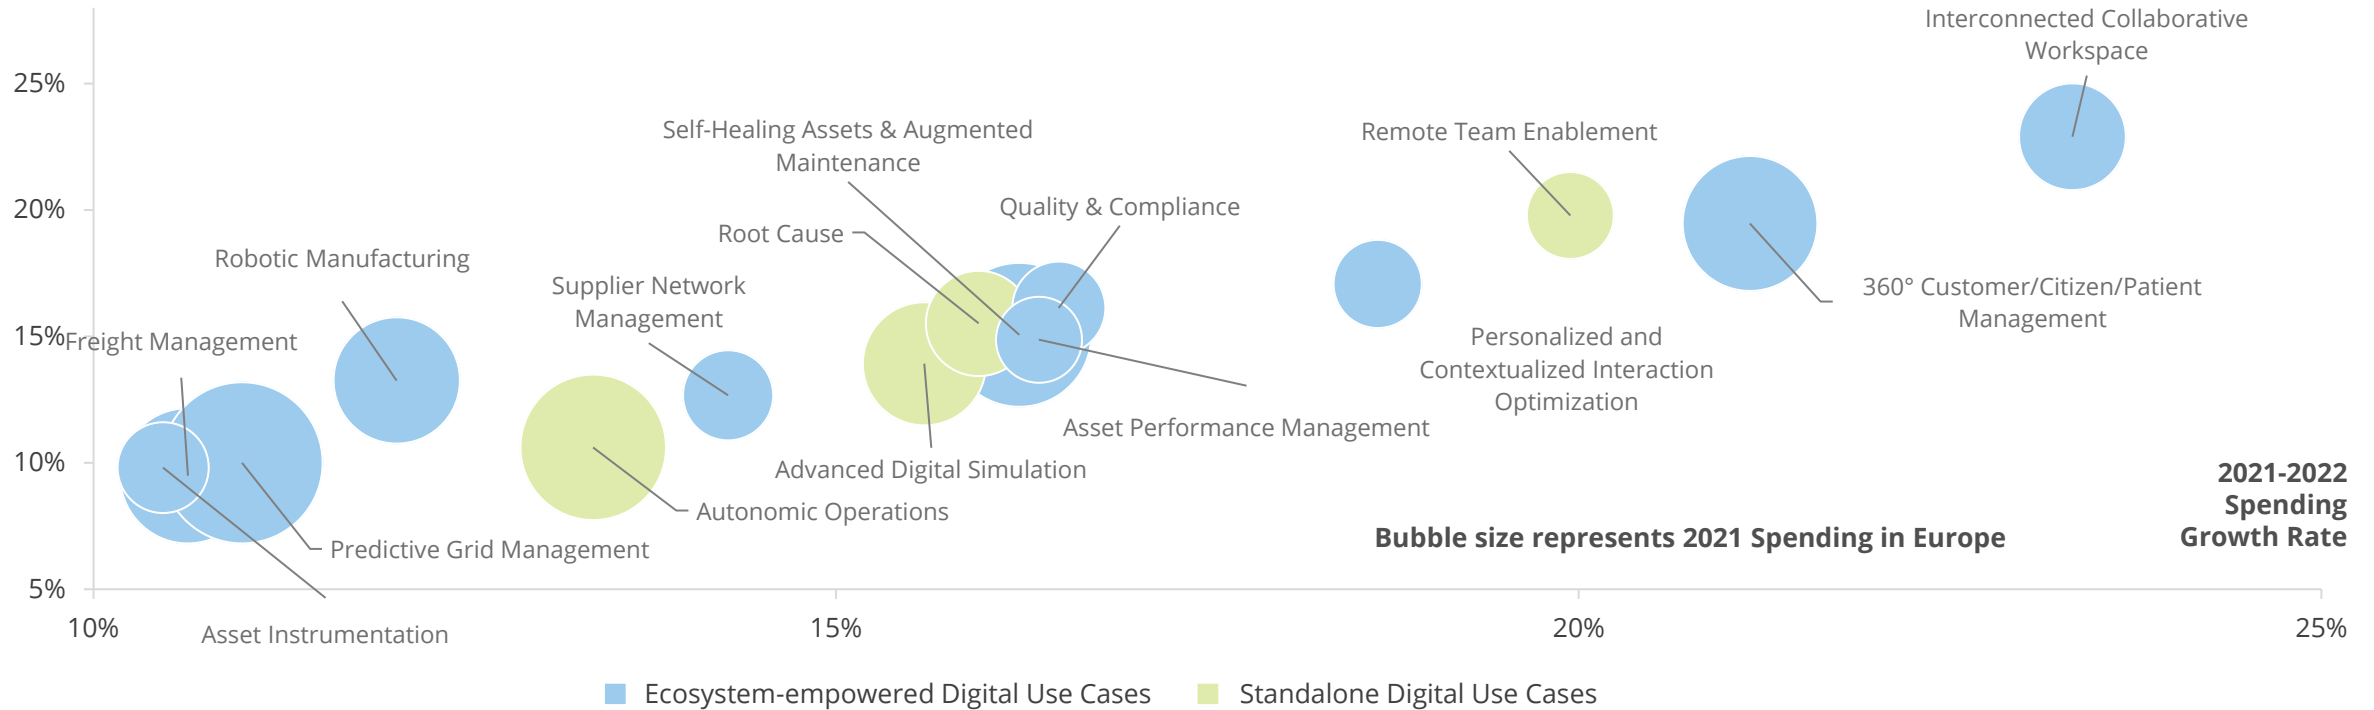 Interconnected Collaborative
Workspace
25%
Self-Healing Assets & Augmented
Maintenance
Remote Team Enablement
20%
Quality & Compliance
Root Cause
Robotic Manufacturing
Supplier Network
Management
360° Customer/Citizen/Patient
Management
15%
Freight Management
Personalized and
Contextualized Interaction
Optimization
Asset Performance Management
10%
Advanced Digital Simulation
Autonomic Operations
2021-2022
Spending
Growth Rate
Bubble size represents 2021 Spending in Europe
Predictive Grid Management
5%
10%
15%
20%
25%
Asset Instrumentation
Ecosystem-empowered Digital Use Cases
Standalone Digital Use Cases